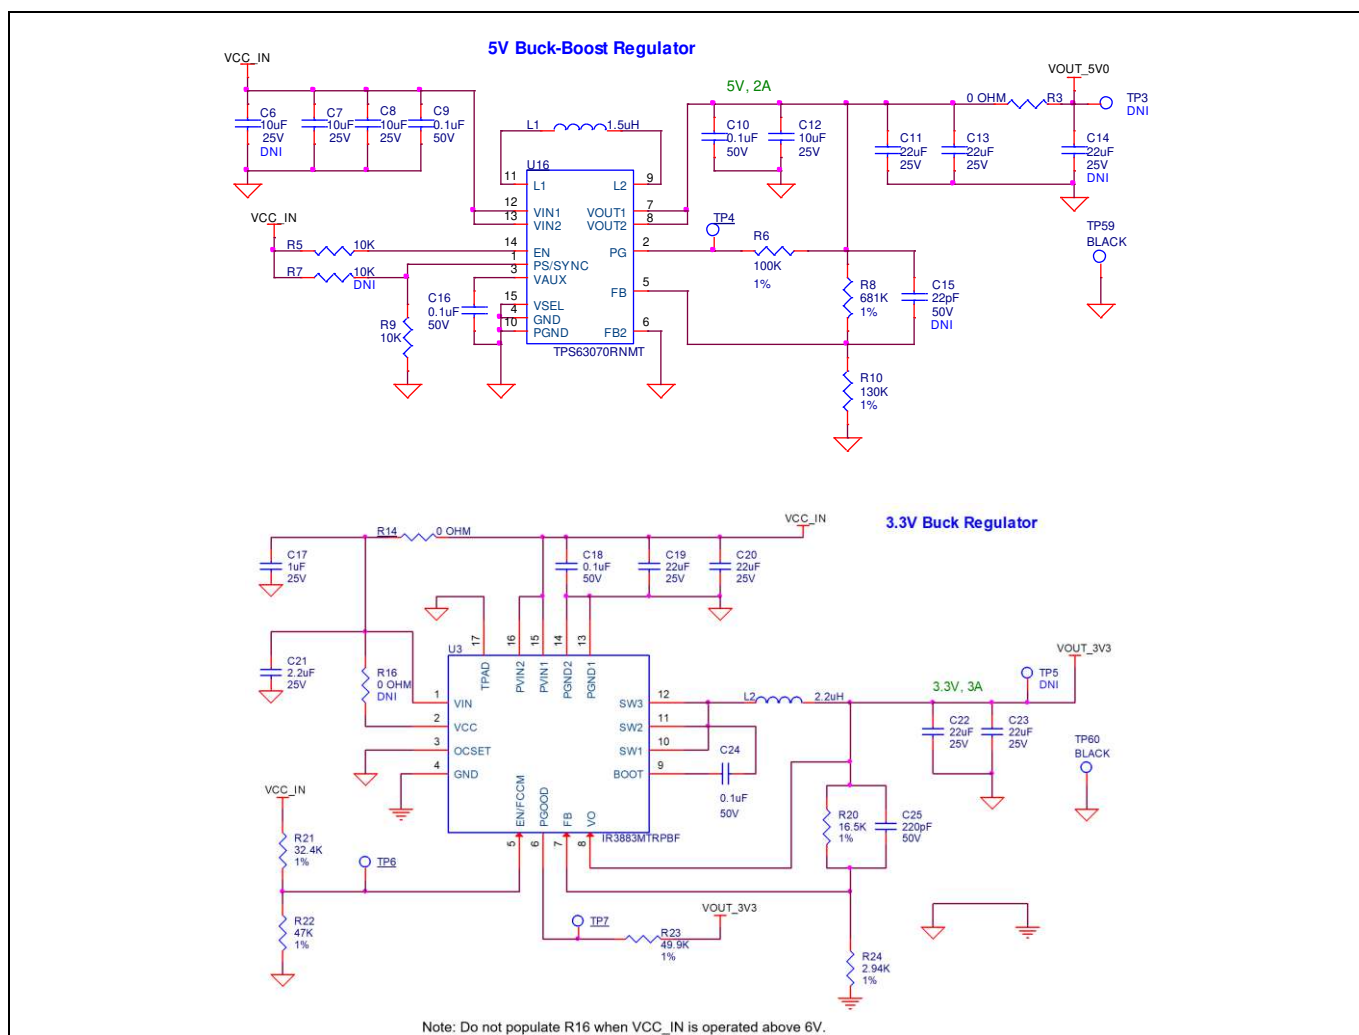 5V Buck-Boost Regulator
VCC_IN
C6
10uF
25V
DNI
C7
10uF
25V
C8
10uF
25V
C9
0.1uF
50V
L1
1.5uH
5V, 2A
C10
0.1uF
50V
C12
10uF
25V
C11
22uF
25V
C13
22uF
25V
0 OHM
R3
VOUT_5V0
TP3
DNI
C14
22uF
25V
DNI
U16
11
L1
L2
9
12
VIN1
VOUT1
7
13
VIN2
VOUT2
8
14
EN
PG
2
1
PS/SYNC
3
VAUX
FB
5
15
VSEL
4
GND
FB2
6
10
PGND
TPS63070RNMT
VCC_IN
R5
10K
R7
10K
DNI
R9
10K
C16
0.1uF
50V
TP4
R6
100K
1%
R8
681K
1%
C15
22pF
50V
DNI
R10
130K
1%
TP59
BLACK
3.3V Buck Regulator
VCC_IN
R14
0 OHM
C17
1uF
25V
C18
0.1uF
50V
C19
22uF
25V
C20
22uF
25V
C21
2.2uF
25V
R16
0 OHM
DNI
U3
17
16
15
14
13
TPAD
PVIN2
PVIN1
PGND2
PGND1
1
VIN
SW3
12
2
VCC
SW2
11
3
OCSET
SW1
10
4
GND
BOOT
9
EN/FCCM
PGOOD
FB
VO
5
6
7
8
IR3883MTRPBF
L2
2.2uH
C24
0.1uF
50V
3.3V, 3A
TP5
DNI
VOUT_3V3
C22
22uF
25V
C23
22uF
25V
TP60
BLACK
R20
16.5K
1%
C25
220pF
50V
VCC_IN
R21
32.4K
1%
TP6
R22
47K
1%
TP7
VOUT_3V3
R23
49.9K
1%
R24
2.94K
1%
Note: Do not populate R16 when VCC_IN is operated above 6V.